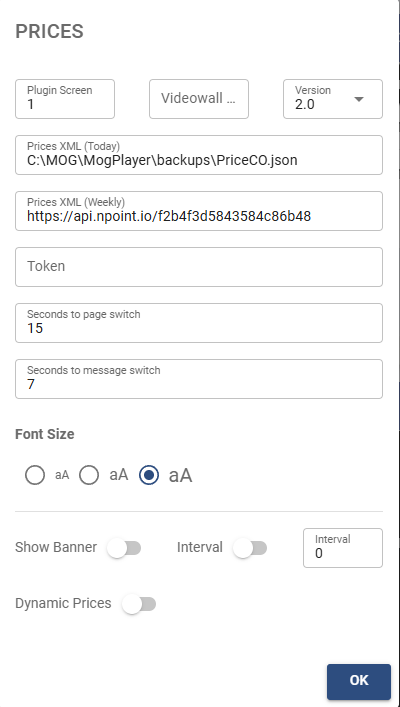 PRICES
Plugin Screen
1
Videowall ...
Version
2.0
Prices XML (Today)
C:\MOG\MogPlayer\backups\PriceCO.json
Prices XML (Weekly)
https://api.npoint.io/f2b4f3d5843584c86b48
Token
Seconds to page switch
15
Seconds to message switch
7
Font Size
aA aA aA
Show Banner Interval
Interval
0
Dynamic Prices
OK